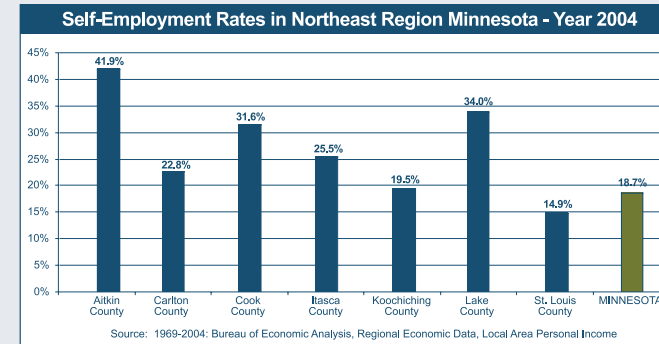 Self-Employment Rates in Northeast Region Minnesota - Year 2004
45%
40%
35%
30%
25%
20%
15%
10%
5%
0%
41.9%
22.8%
31.6%
25.5%
19.5%
34.0%
14.9%
18.7%
Aitkin County
Carlton County
Cook County
Itasca County
Koochiching County
Lake County
St. Louis County
MINNESOTA
Source: 1969-2004: Bureau of Economic Analysis, Regional Economic Data, Local Area Personal Income